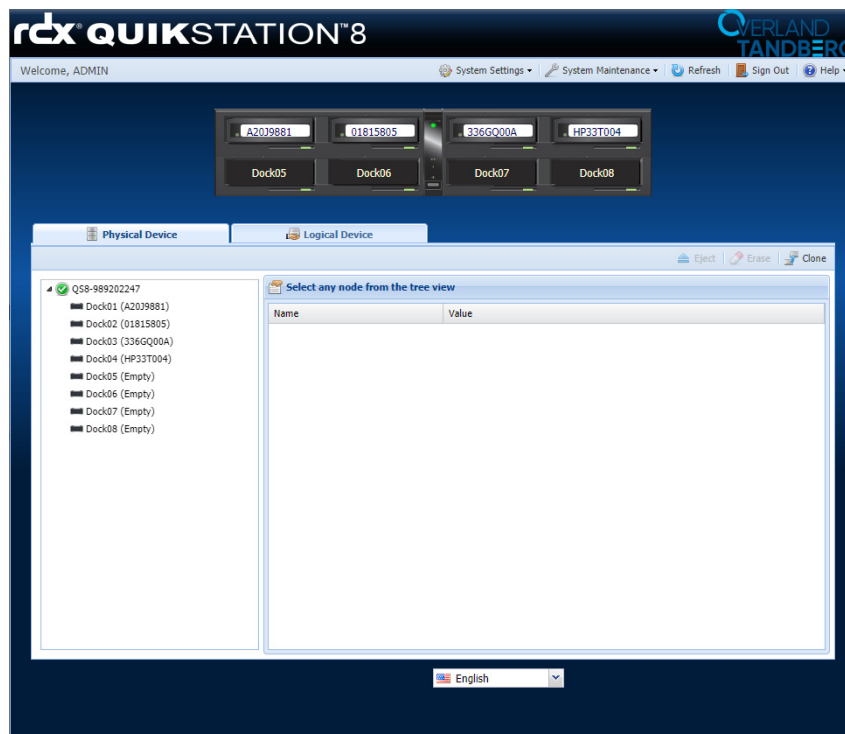 rdx® QUIKSTATION™8
OVERLAND TANDBERG
Welcome, ADMIN
System Settings
System Maintenance
Refresh
Sign Out
Help
A20J9881
01815805
336GQ00A
HP33T004
Dock05
Dock06
Dock07
Dock08
Physical Device
Logical Device
Eject
Erase
Clone
QS8-989202247
Dock01 (A20J9881)
Dock02 (01815805)
Dock03 (336GQ00A)
Dock04 (HP33T004)
Dock05 (Empty)
Dock06 (Empty)
Dock07 (Empty)
Dock08 (Empty)
Select any node from the tree view
Name
Value
English